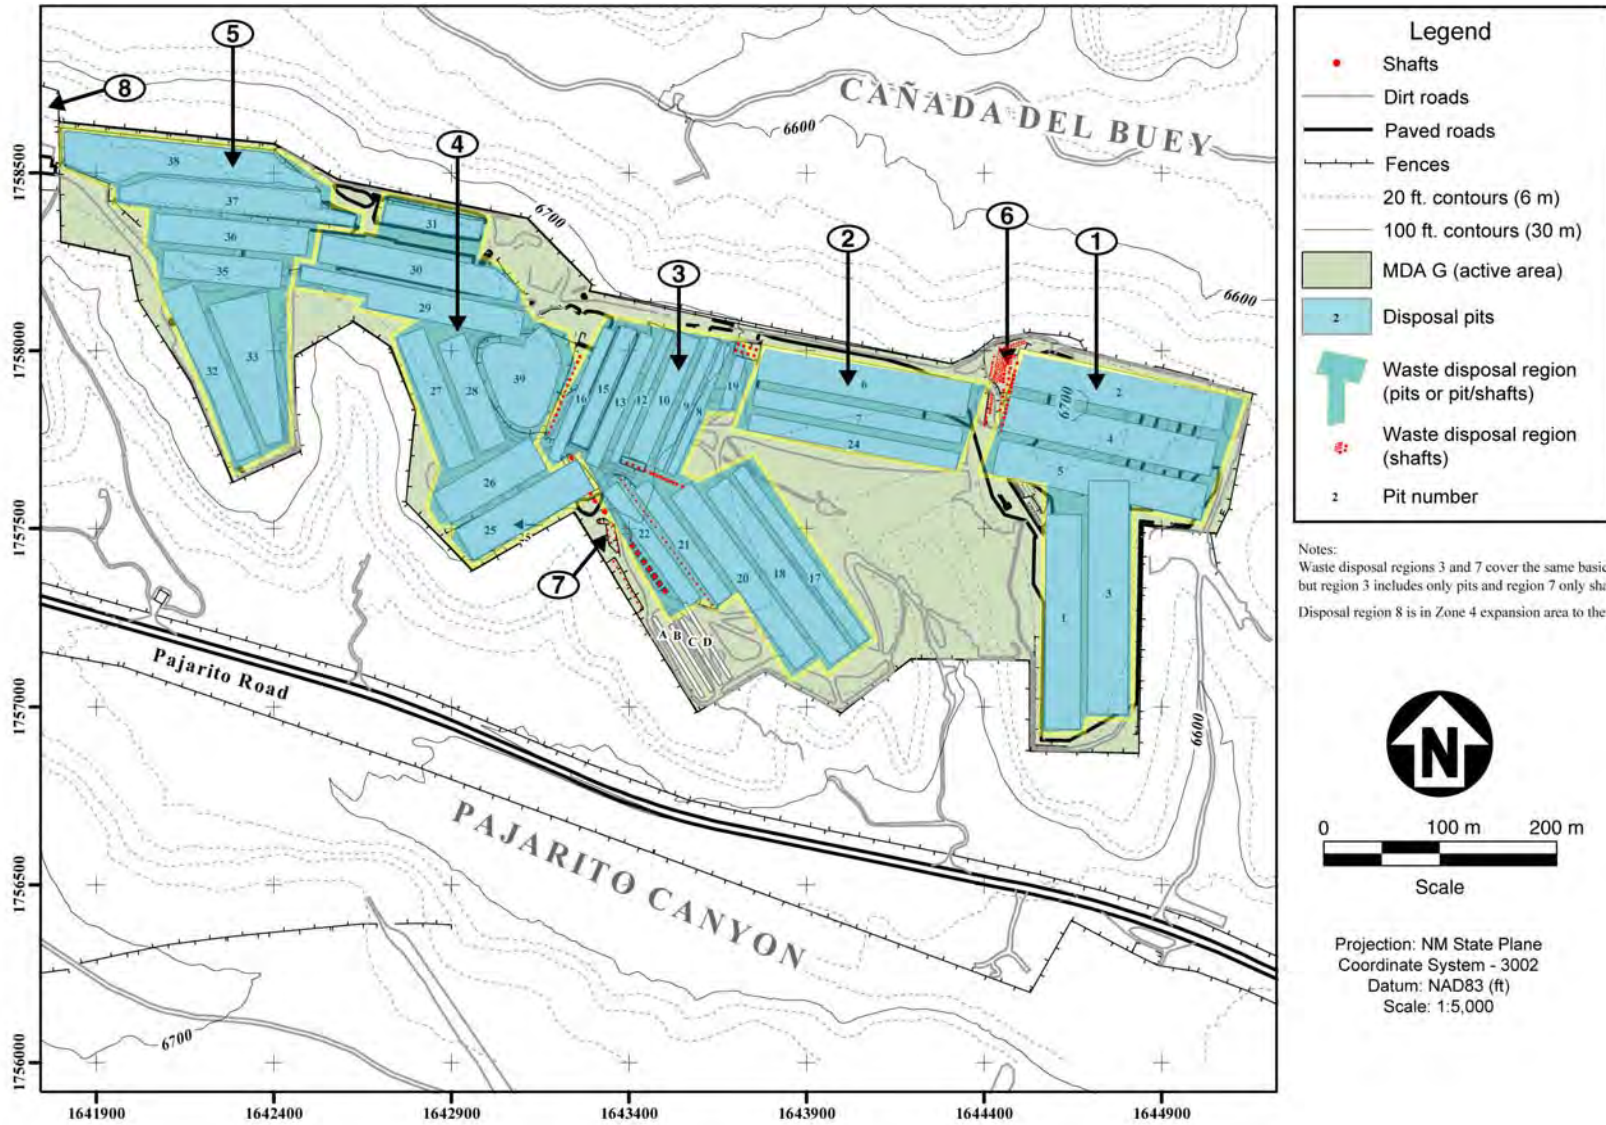 5
8
4
6
2
1
3
7
CAÑADA DEL BUEY
6600
6700
6600
6700
6600
6700
38
37
36
35
33
32
31
30
29
27
28
39
26
25
25
16
15
13
12
10
9
8
19
22
21
20
18
17
6
7
24
2
4
5
1
3
A B C D
Pajarito Road
PAJARITO CANYON
1758500
1758000
1757500
1757000
1756500
1756000
1641900
1642400
1642900
1643400
1643900
1644400
1644900
Legend
Shafts
Dirt roads
Paved roads
Fences
20 ft. contours (6 m)
100 ft. contours (30 m)
MDA G (active area)
2 Disposal pits
Waste disposal region
(pits or pit/shafts)
Waste disposal region
(shafts)
2 Pit number
Notes:
Waste disposal regions 3 and 7 cover the same basic
but region 3 includes only pits and region 7 only sha
Disposal region 8 is in Zone 4 expansion area to the
N
0 100 m 200 m
Scale
Projection: NM State Plane
Coordinate System - 3002
Datum: NAD83 (ft)
Scale: 1:5,000